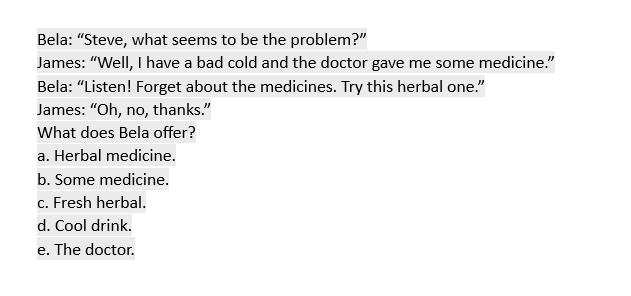 Bela: “Steve, what seems to be the problem?”
James: “Well, I have a bad cold and the doctor gave me some medicine.”
Bela: “Listen! Forget about the medicines. Try this herbal one.”
James: “Oh, no, thanks.”
What does Bela offer?
a. Herbal medicine.
b. Some medicine.
c. Fresh herbal.
d. Cool drink.
e. The doctor.